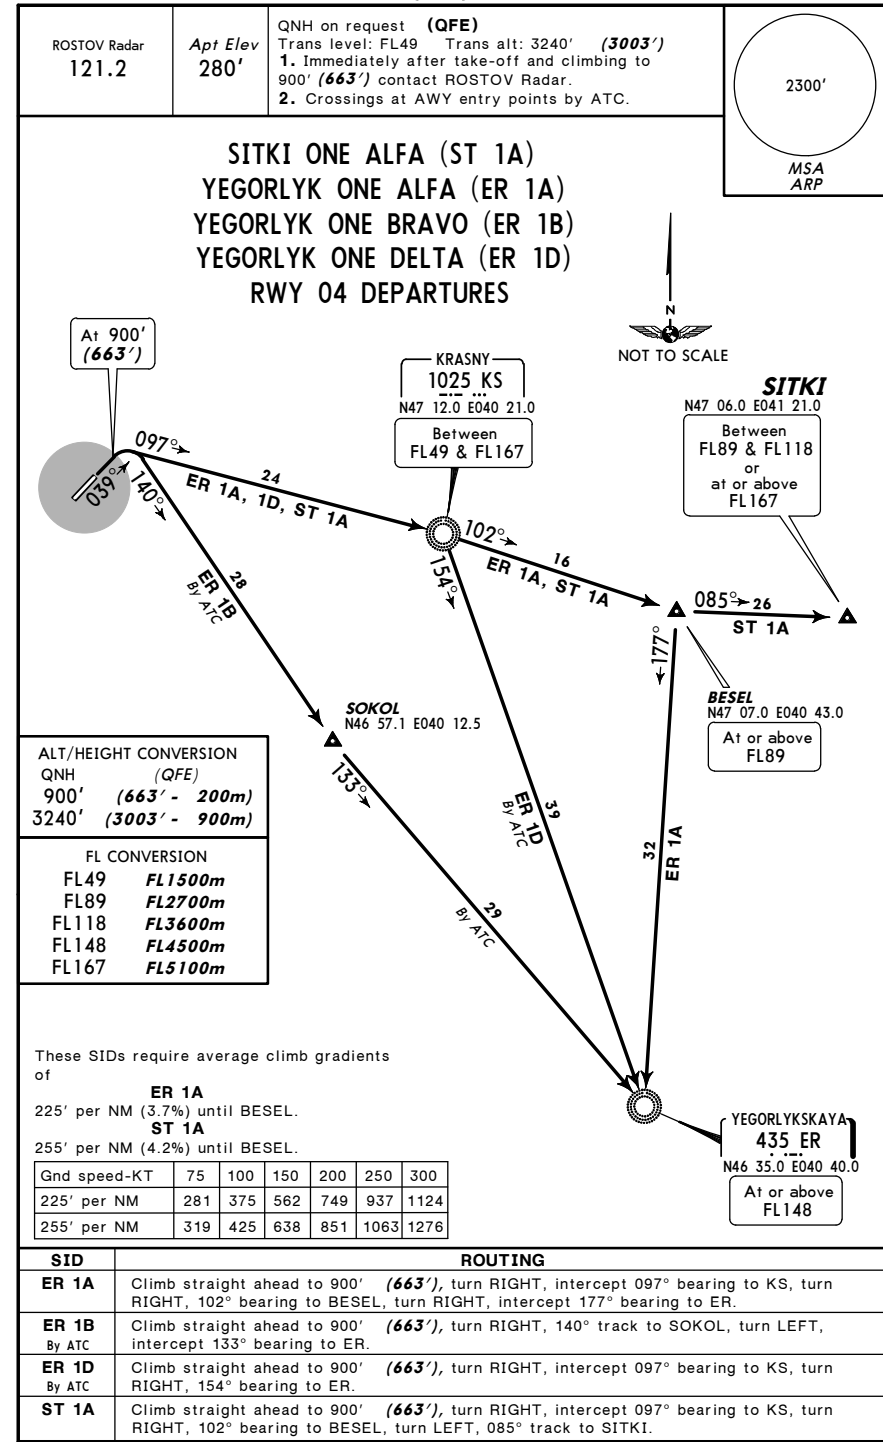 ROSTOV Radar
121.2
Apt Elev
280'
QNH on request (QFE)
Trans level: FL49 Trans alt: 3240' (3003')
1. Immediately after take-off and climbing to
900' (663') contact ROSTOV Radar.
2. Crossings at AWY entry points by ATC.
2300'
MSA
ARP
SITKI ONE ALFA (ST 1A)
YEGORLYK ONE ALFA (ER 1A)
YEGORLYK ONE BRAVO (ER 1B)
YEGORLYK ONE DELTA (ER 1D)
RWY 04 DEPARTURES
N
NOT TO SCALE
At 900'
(663')
KRASNY
1025 KS
N47 12.0 E040 21.0
Between
FL49 & FL167
SITKI
N47 06.0 E041 21.0
Between
FL89 & FL118
or
at or above
FL167
039°
097°
24
ER 1A, 1D, ST 1A
140°
28
ER 1B
By ATC
102°
16
ER 1A, ST 1A
154°
085° 26
ST 1A
177°
BESEL
N47 07.0 E040 43.0
At or above
FL89
SOKOL
N46 57.1 E040 12.5
133°
29
By ATC
39
ER 1D
By ATC
32
ER 1A
ALT/HEIGHT CONVERSION
QNH (QFE)
900' (663' - 200m)
3240' (3003' - 900m)
FL CONVERSION
FL49 FL1500m
FL89 FL2700m
FL118 FL3600m
FL148 FL4500m
FL167 FL5100m
These SIDs require average climb gradients
of
ER 1A
225' per NM (3.7%) until BESEL.
ST 1A
255' per NM (4.2%) until BESEL.
Gnd speed-KT 75 100 150 200 250 300
225' per NM 281 375 562 749 937 1124
255' per NM 319 425 638 851 1063 1276
YEGORLYKSKAYA
435 ER
N46 35.0 E040 40.0
At or above
FL148
SID ROUTING
ER 1A Climb straight ahead to 900' (663'), turn RIGHT, intercept 097° bearing to KS, turn
RIGHT, 102° bearing to BESEL, turn RIGHT, intercept 177° bearing to ER.
ER 1B Climb straight ahead to 900' (663'), turn RIGHT, 140° track to SOKOL, turn LEFT,
By ATC intercept 133° bearing to ER.
ER 1D Climb straight ahead to 900' (663'), turn RIGHT, intercept 097° bearing to KS, turn
By ATC RIGHT, 154° bearing to ER.
ST 1A Climb straight ahead to 900' (663'), turn RIGHT, intercept 097° bearing to KS, turn
RIGHT, 102° bearing to BESEL, turn LEFT, 085° track to SITKI.